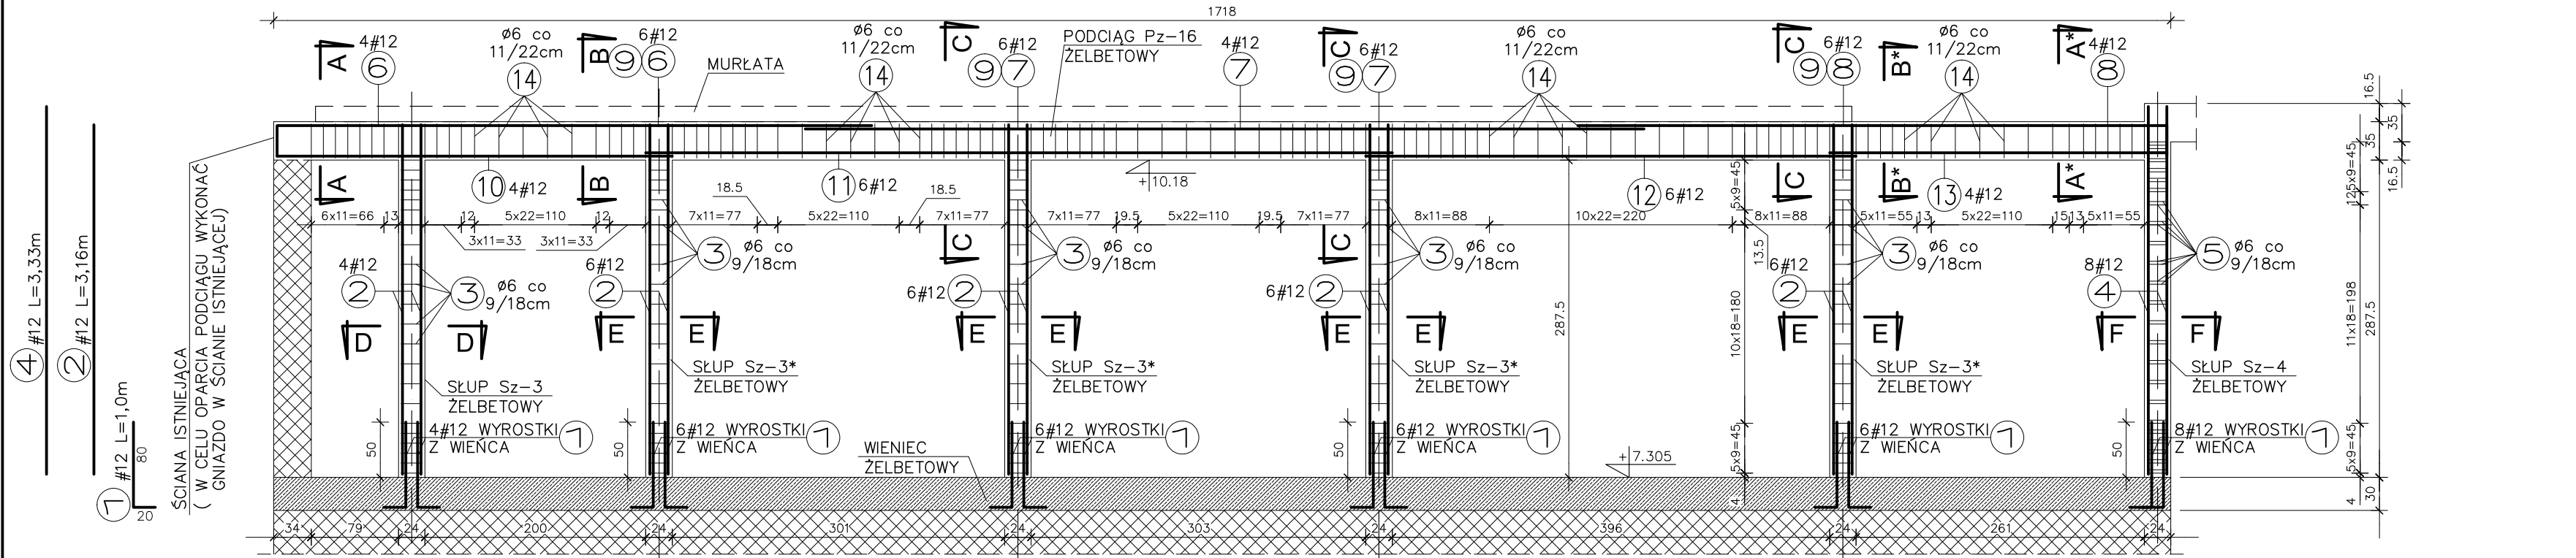 1718
A
4#12
6
ø6 co
11/22cm
14
B
9
6#12
6
MURŁATA
ø6 co
11/22cm
14
C
9
6#12
7
PODCIĄG Pz-16
ŻELBETOWY
4#12
7
C
9
6#12
7
ø6 co
11/22cm
14
C
9
6#12
8
B*
ø6 co
11/22cm
14
A*
4#12
8
16.5
35
35
16.5
A
10 4#12
B
11 6#12
+10.18
12 6#12
5x9=45
C
B*
13 4#12
A*
5x9=45
12
6x11=66
13
12
5x22=110
12
3x11=33
3x11=33
7x11=77
18.5
5x22=110
18.5
7x11=77
C
7x11=77
19.5
5x22=110
19.5
7x11=77
C
8x11=88
10x22=220
8x11=88
13.5
5x11=55
13
5x22=110
15
13
5x11=55
4#12
2
3 ø6 co
9/18cm
6#12
2
3 ø6 co
9/18cm
6#12 2
3 ø6 co
9/18cm
6#12 2
3 ø6 co
9/18cm
6#12
2
3 ø6 co
9/18cm
8#12
4
5 ø6 co
9/18cm
D
D
E
E
E
E
E
E
E
E
F
F
287.5
10x18=180
11x18=198
287.5
SŁUP Sz-3
ŻELBETOWY
SŁUP Sz-3*
ŻELBETOWY
SŁUP Sz-3*
ŻELBETOWY
SŁUP Sz-3*
ŻELBETOWY
SŁUP Sz-3*
ŻELBETOWY
SŁUP Sz-4
ŻELBETOWY
4 #12 L=3,33m
2 #12 L=3,16m
1 #12 L=1,0m
80
20
ŚCIANA ISTNIEJĄCA
( W CELU OPARCIA PODCIĄGU WYKONAĆ
GNIAZDO W ŚCIANIE ISTNIEJĄCEJ)
50
4#12 WYROSTKI 1
Z WIEŃCA
50
6#12 WYROSTKI 1
Z WIEŃCA
WIENIEC
ŻELBETOWY
6#12 WYROSTKI 1
Z WIEŃCA
50
6#12 WYROSTKI 1
Z WIEŃCA
+7.305
5x9=45
4
6#12 WYROSTKI 1
Z WIEŃCA
50
8#12 WYROSTKI 1
Z WIEŃCA
5x9=45
4
30
34
79
24
200
24
301
24
303
24
396
24
261
24